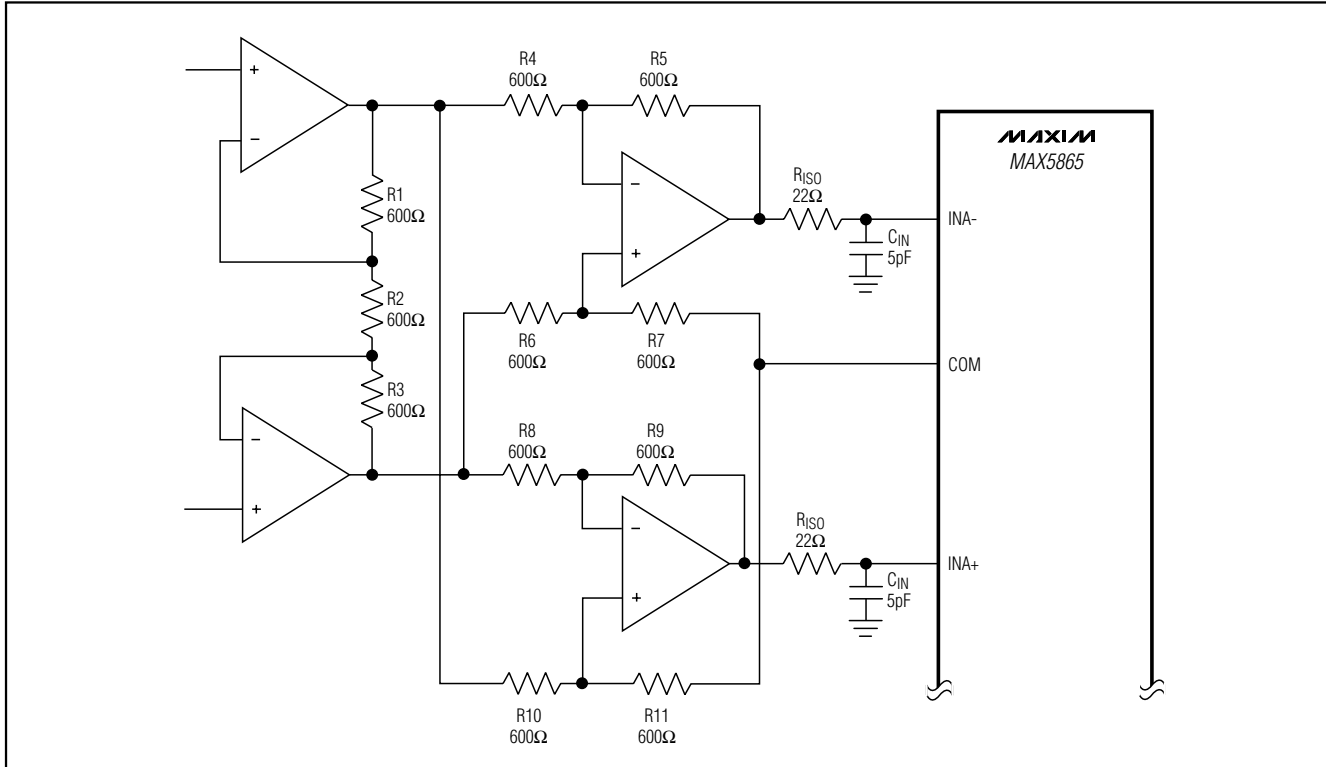 R4
600Ω
R5
600Ω
+
−
R1
600Ω
R2
600Ω
R3
600Ω
−
+
−
+
RISO
22Ω
CIN
5pF
R6
600Ω
R7
600Ω
R8
600Ω
R9
600Ω
−
+
RISO
22Ω
CIN
5pF
R10
600Ω
R11
600Ω
MAXIM
MAX5865
INA-
COM
INA+